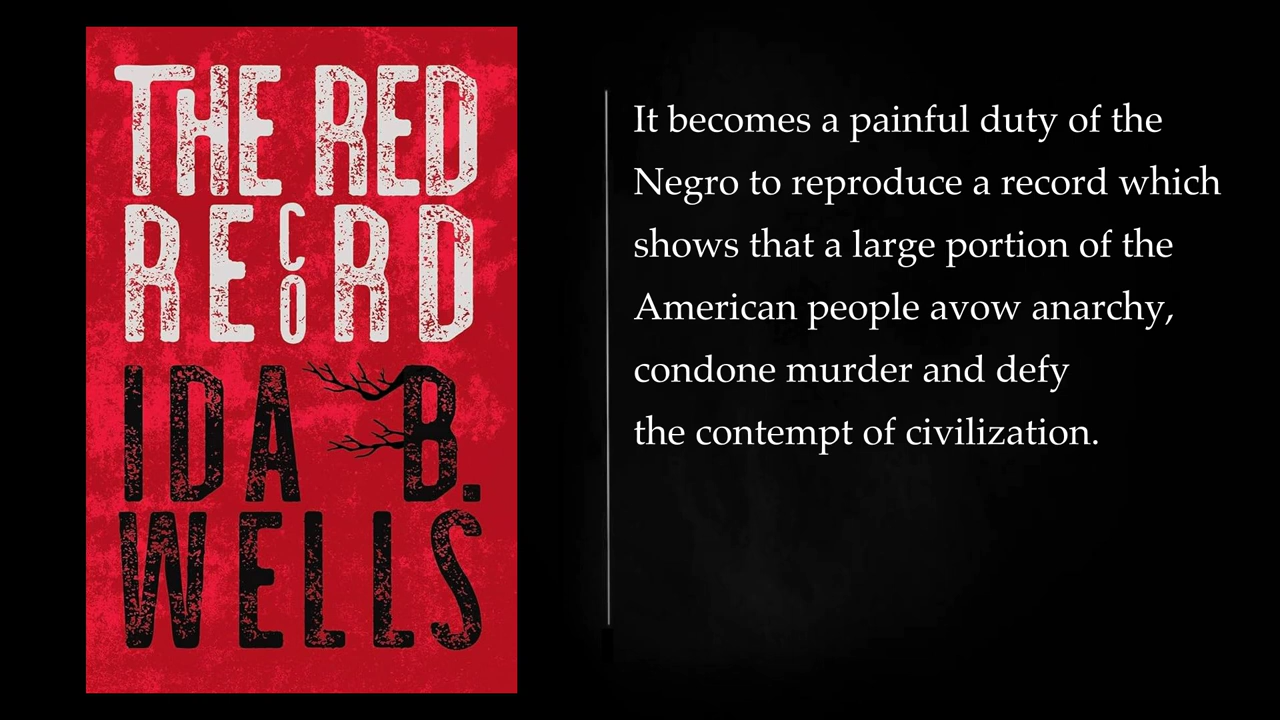 THE RED
RECORD
IDA B.
WELLS
It becomes a painful duty of the
Negro to reproduce a record which
shows that a large portion of the
American people avow anarchy,
condone murder and defy
the contempt of civilization.